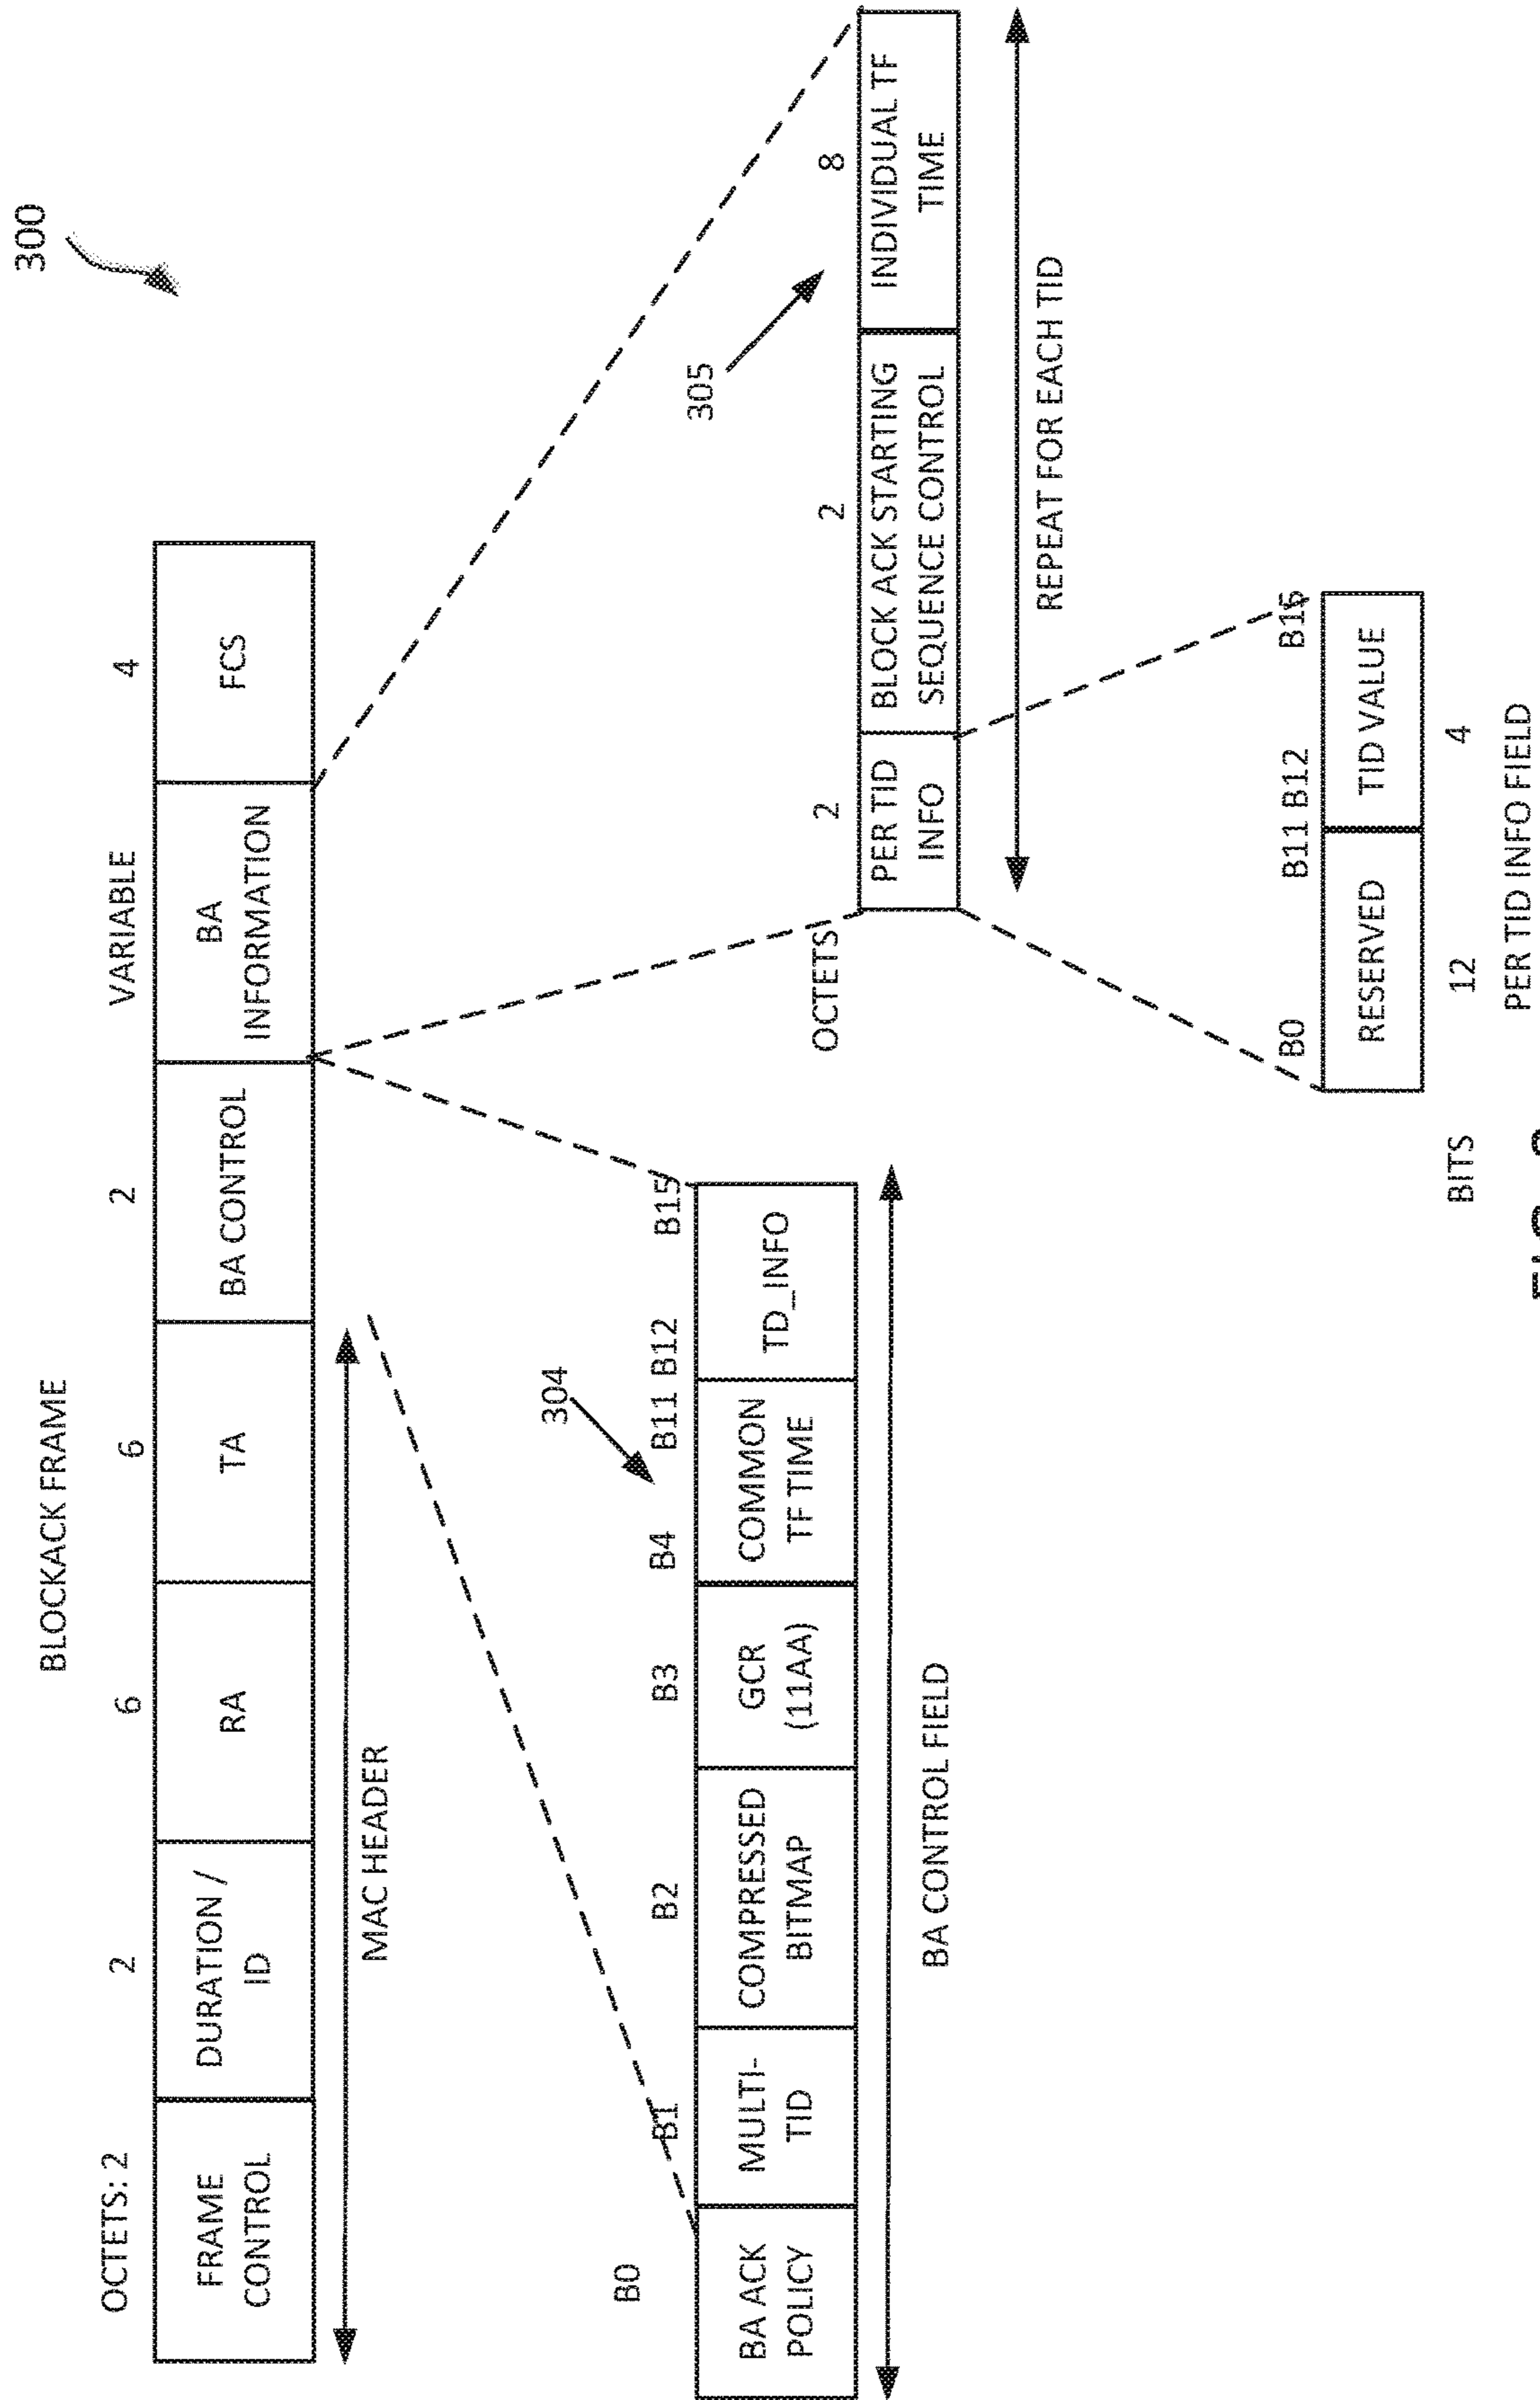 300
BLOCKACK FRAME
OCTETS: 2
2
6
6
2
VARIABLE
4
FRAME
CONTROL
DURATION /
ID
RA
TA
BA CONTROL
BA
INFORMATION
FCS
MAC HEADER
304
B0
B1
B2
B3
B4
B11 B12
B15
BA ACK
POLICY
MULTI-
TID
COMPRESSED
BITMAP
GCR
(11AA)
COMMON
TF TIME
TD_INFO
BA CONTROL FIELD
305
OCTETS
2
2
8
PER TID
INFO
BLOCK ACK STARTING
SEQUENCE CONTROL
INDIVIDUAL TF
TIME
REPEAT FOR EACH TID
B0
B11 B12
RESERVED
TID VALUE
BITS
12
4
PER TID INFO FIELD